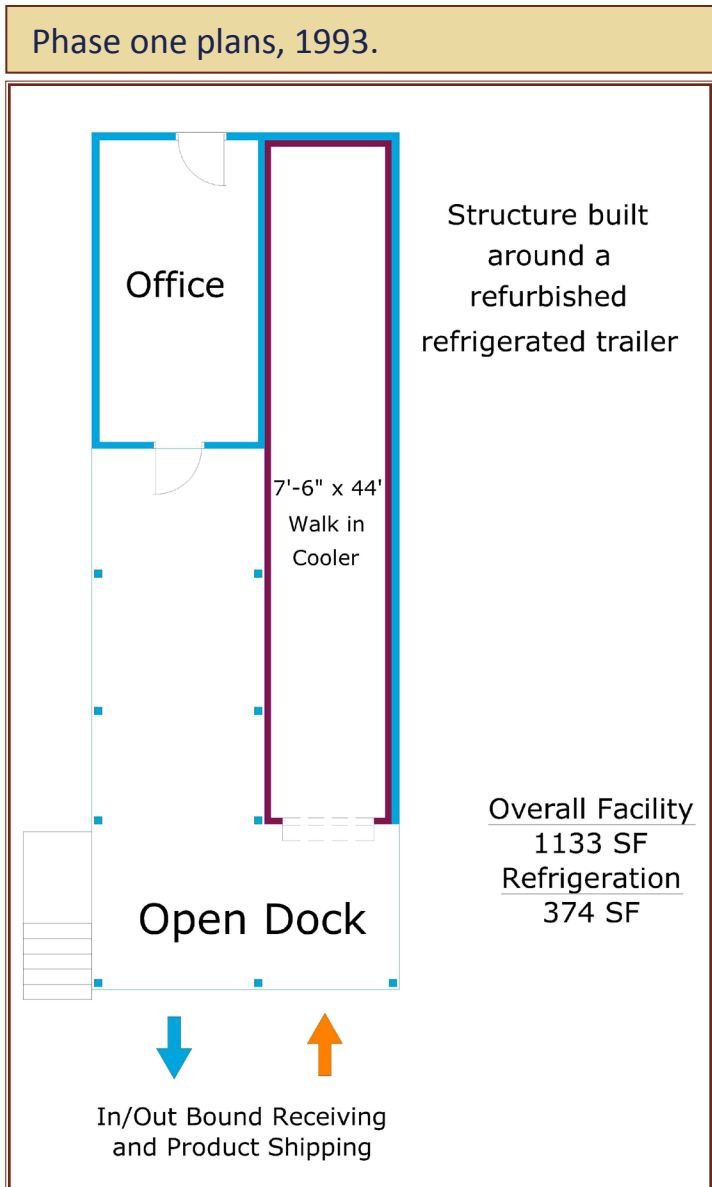 Phase one plans, 1993.
Structure built
around a
refurbished
refrigerated trailer
Office
7'-6" x 44'
Walk in
Cooler
Overall Facility
1133 SF
Refrigeration
374 SF
Open Dock
In/Out Bound Receiving
and Product Shipping